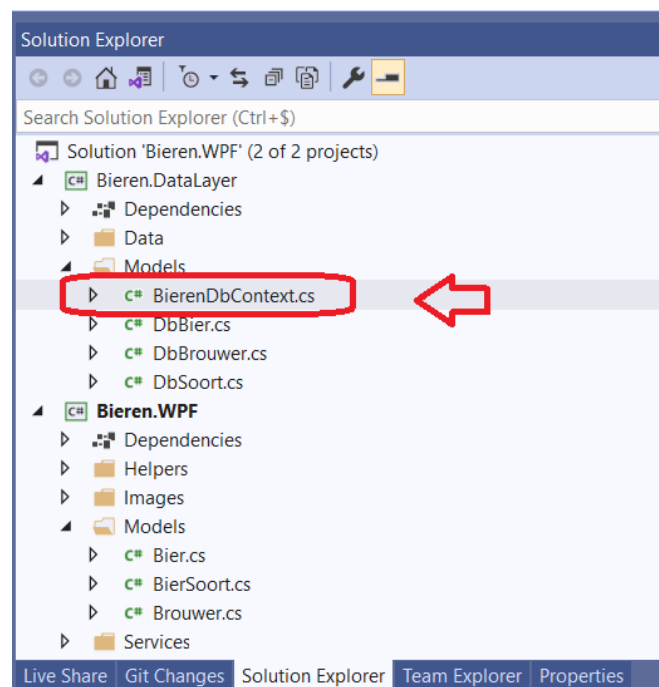 Solution Explorer
Search Solution Explorer (Ctrl+$)
Solution 'Bieren.WPF' (2 of 2 projects)
C# Bieren.DataLayer
Dependencies
Data
Models
C# BierenDbContext.cs
C# DbBier.cs
C# DbBrouwer.cs
C# DbSoort.cs
C# Bieren.WPF
Dependencies
Helpers
Images
Models
C# Bier.cs
C# BierSoort.cs
C# Brouwer.cs
Services
Live Share Git Changes Solution Explorer Team Explorer Properties